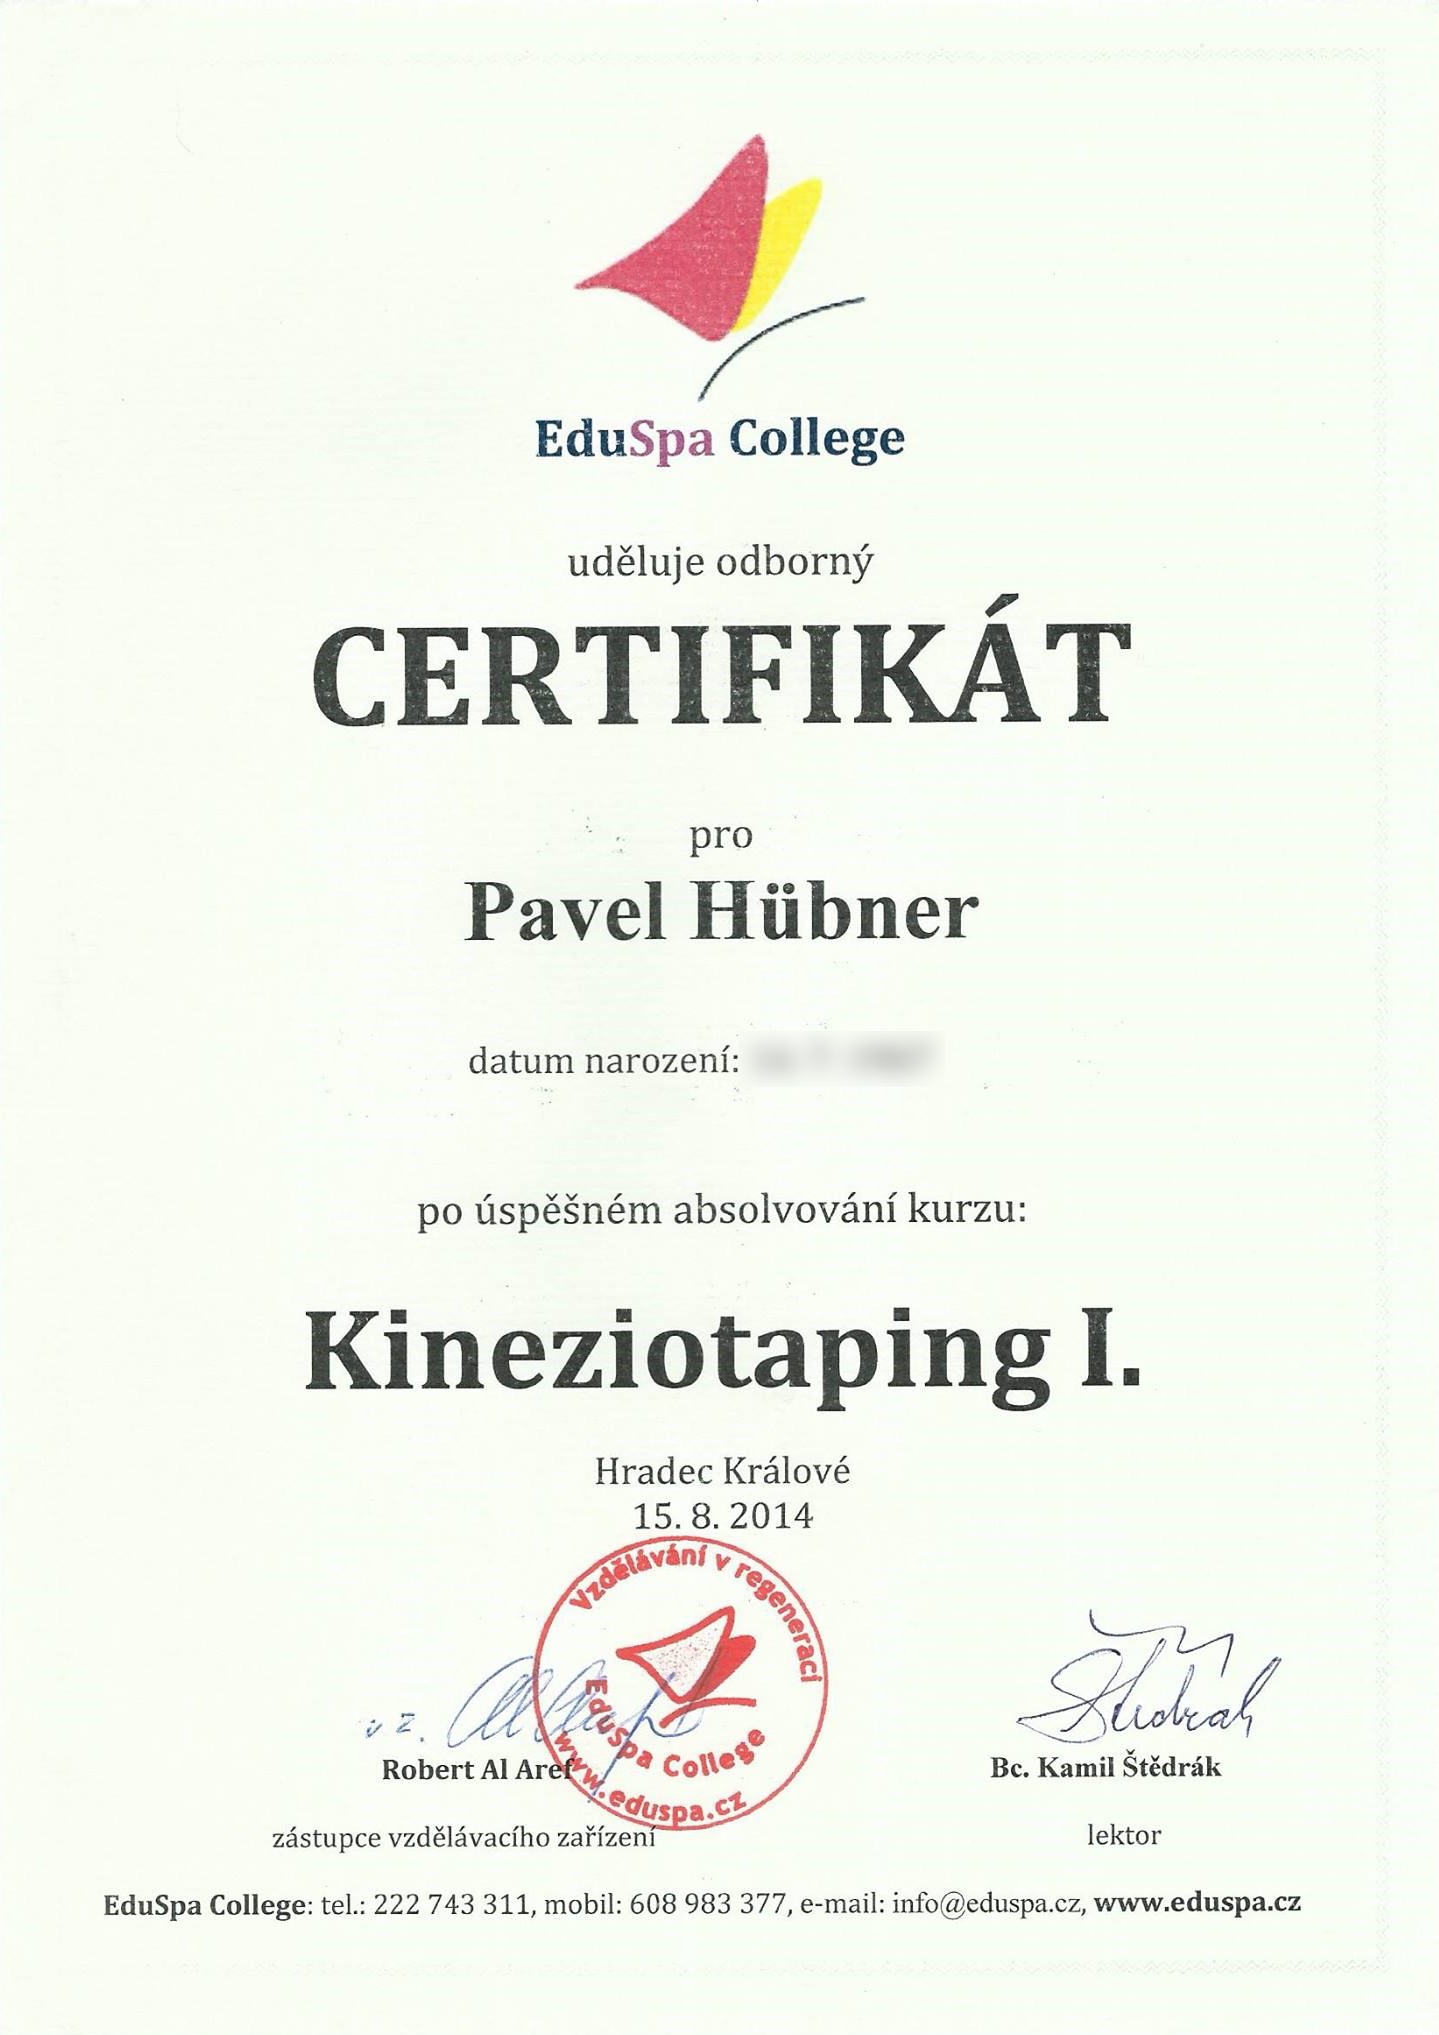 EduSpa College
uděluje odborný
CERTIFIKÁT
pro
Pavel Hübner
datum narození:
po úspěšném absolvování kurzu:
Kineziotaping I.
Hradec Králové
15. 8. 2014
Vzdělávání v regeneraci
EduSpa College
www.eduspa.cz
v z.
Štědrák
Robert Al Aref
Bc. Kamil Štědrák
zástupce vzdělávacího zařízení
lektor
EduSpa College: tel.: 222 743 311, mobil: 608 983 377, e-mail: info@eduspa.cz, www.eduspa.cz